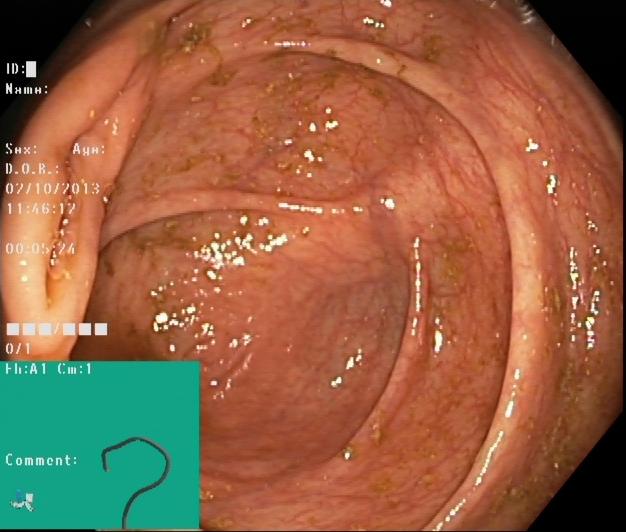 ID:
Name:
Sex: Age:
D.O.B.:
02/10/2013
11:46:12
00:05:24
/
0/1
Eh:A1 Cm:1
Comment: